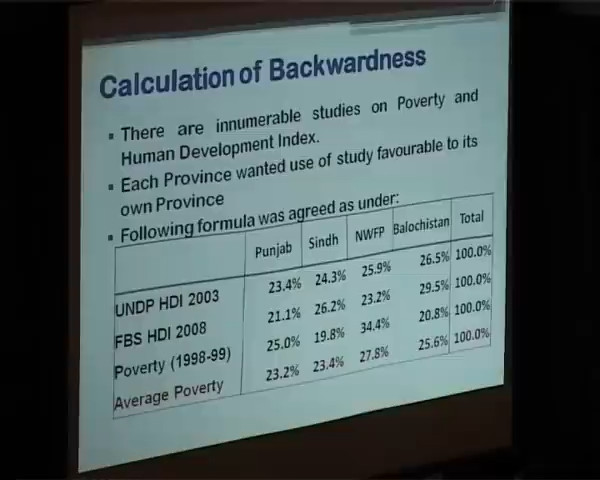 Calculation of Backwardness
▪ There are innumerable studies on Poverty and
Human Development Index.
▪ Each Province wanted use of study favourable to its
own Province
▪ Following formula was agreed as under:
Punjab Sindh NWFP Balochistan Total
UNDP HDI 2003 23.4% 24.3% 25.9% 26.5% 100.0%
FBS HDI 2008 21.1% 26.2% 23.2% 29.5% 100.0%
Poverty (1998-99) 25.0% 19.8% 34.4% 20.8% 100.0%
Average Poverty 23.2% 23.4% 27.8% 25.6% 100.0%